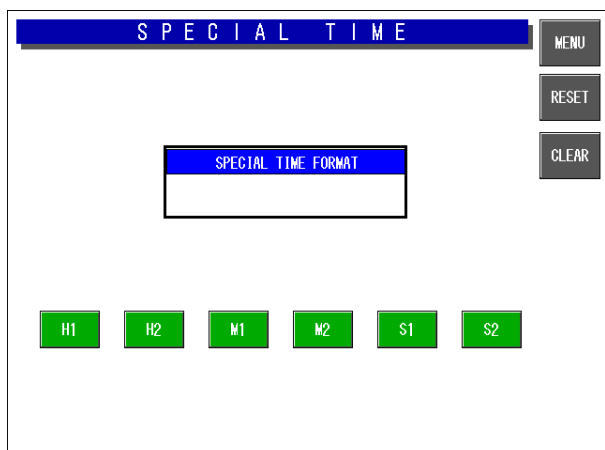 SPECIAL TIME
MENU
RESET
CLEAR
SPECIAL TIME FORMAT
H1 H2 M1 M2 S1 S2